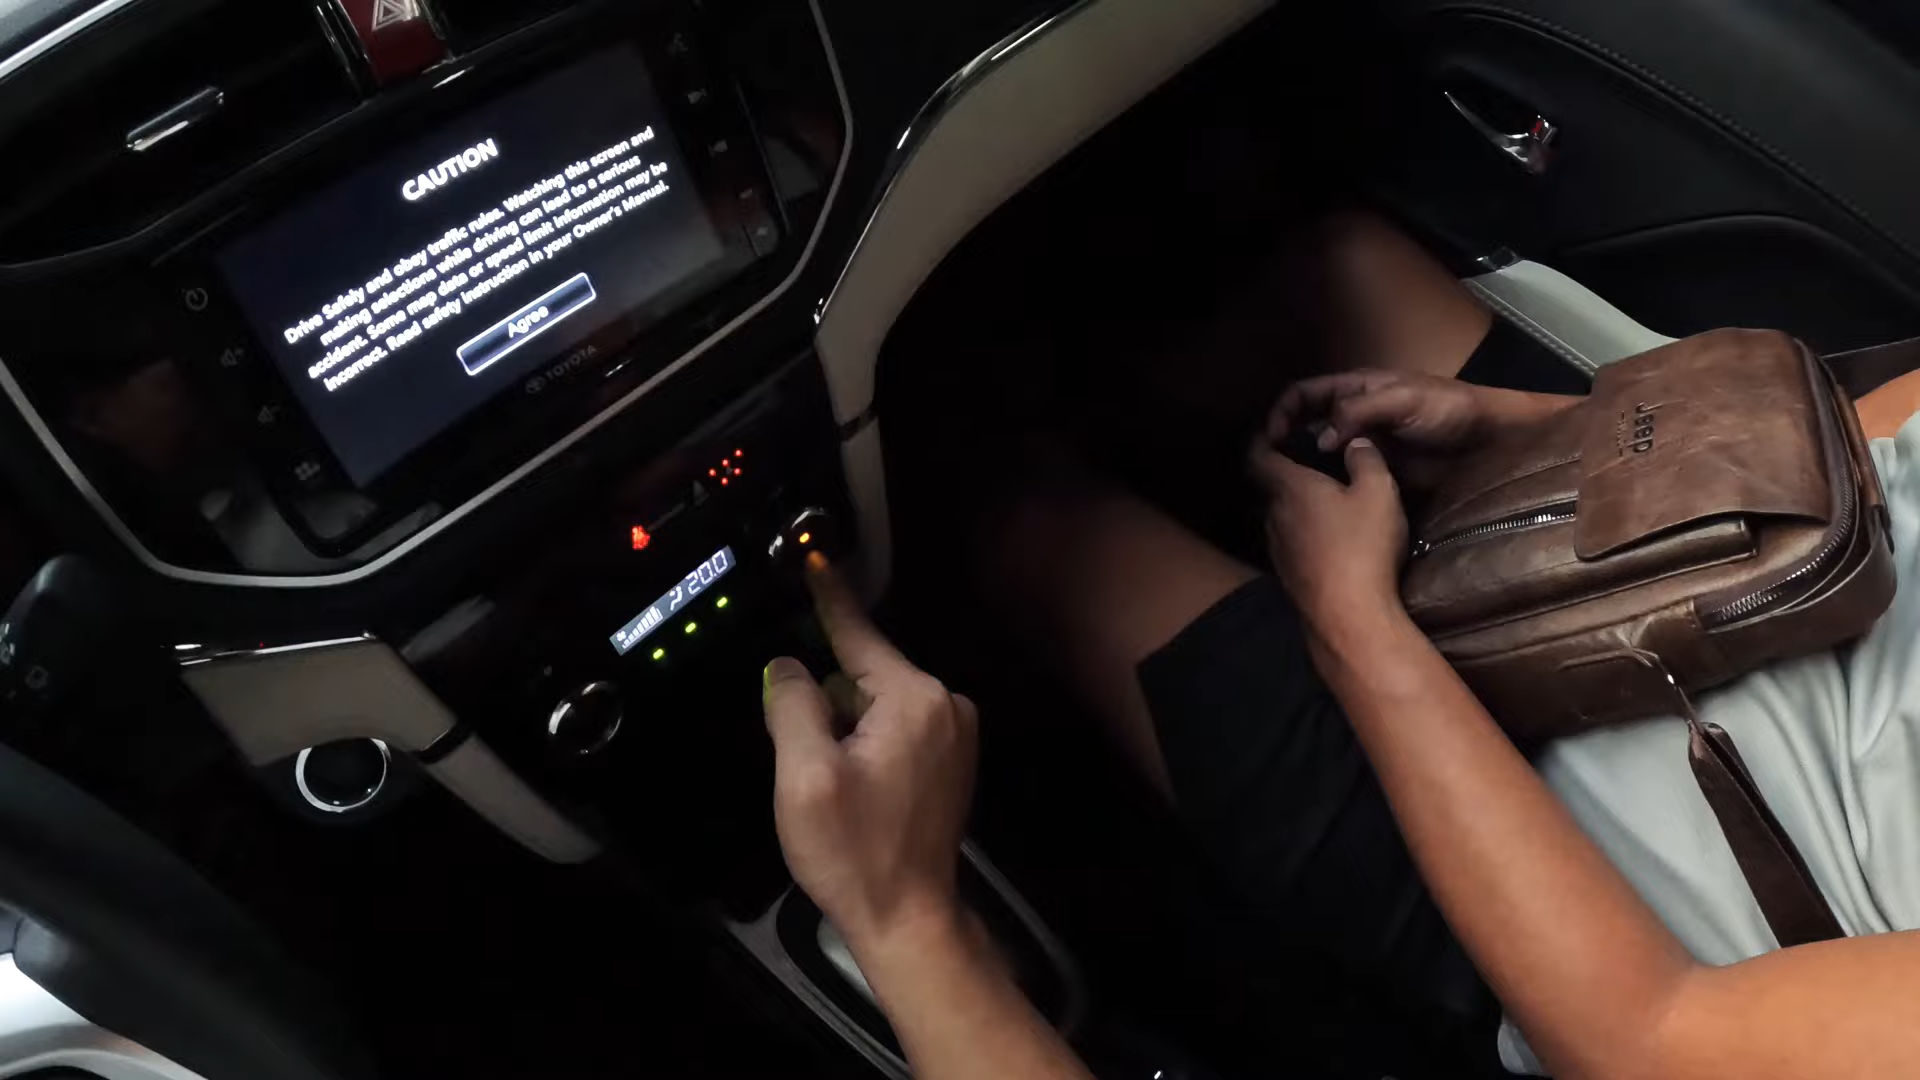 CAUTION
Drive Safely and obey traffic rules. Watching this screen and
making selections while driving can lead to a serious
accident. Some map data or speed limit information may be
incorrect. Read safety instruction in your Owner's Manual.
Agree
TOYOTA
20.0
Jeep